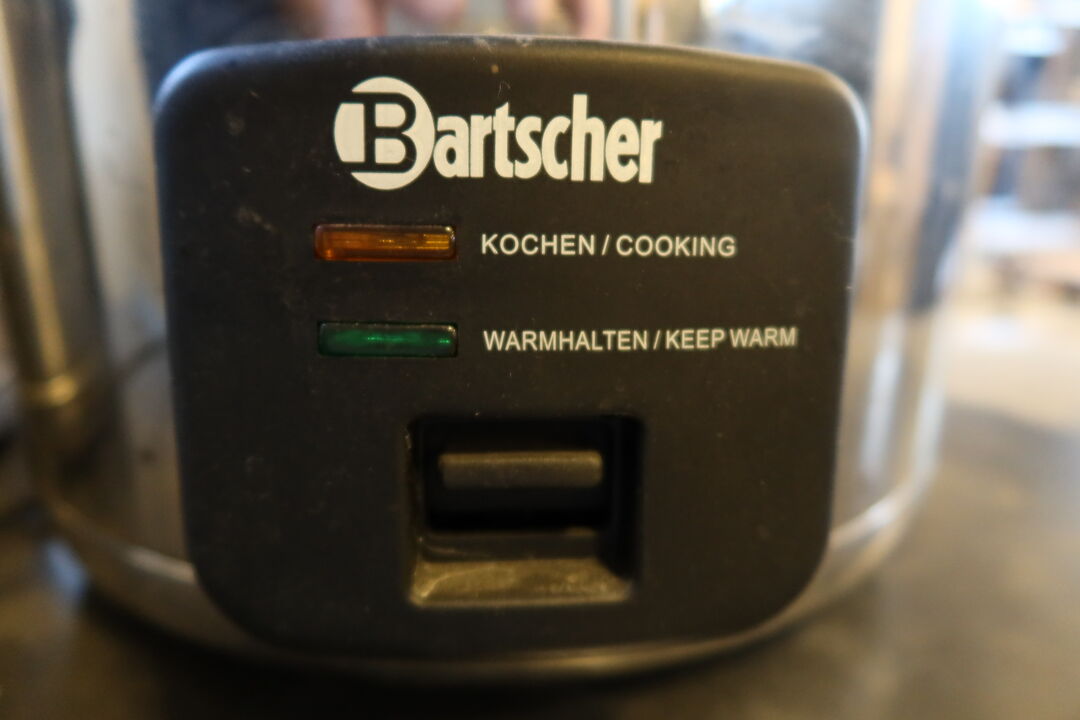 Bartscher
KOCHEN / COOKING
WARMHALTEN / KEEP WARM